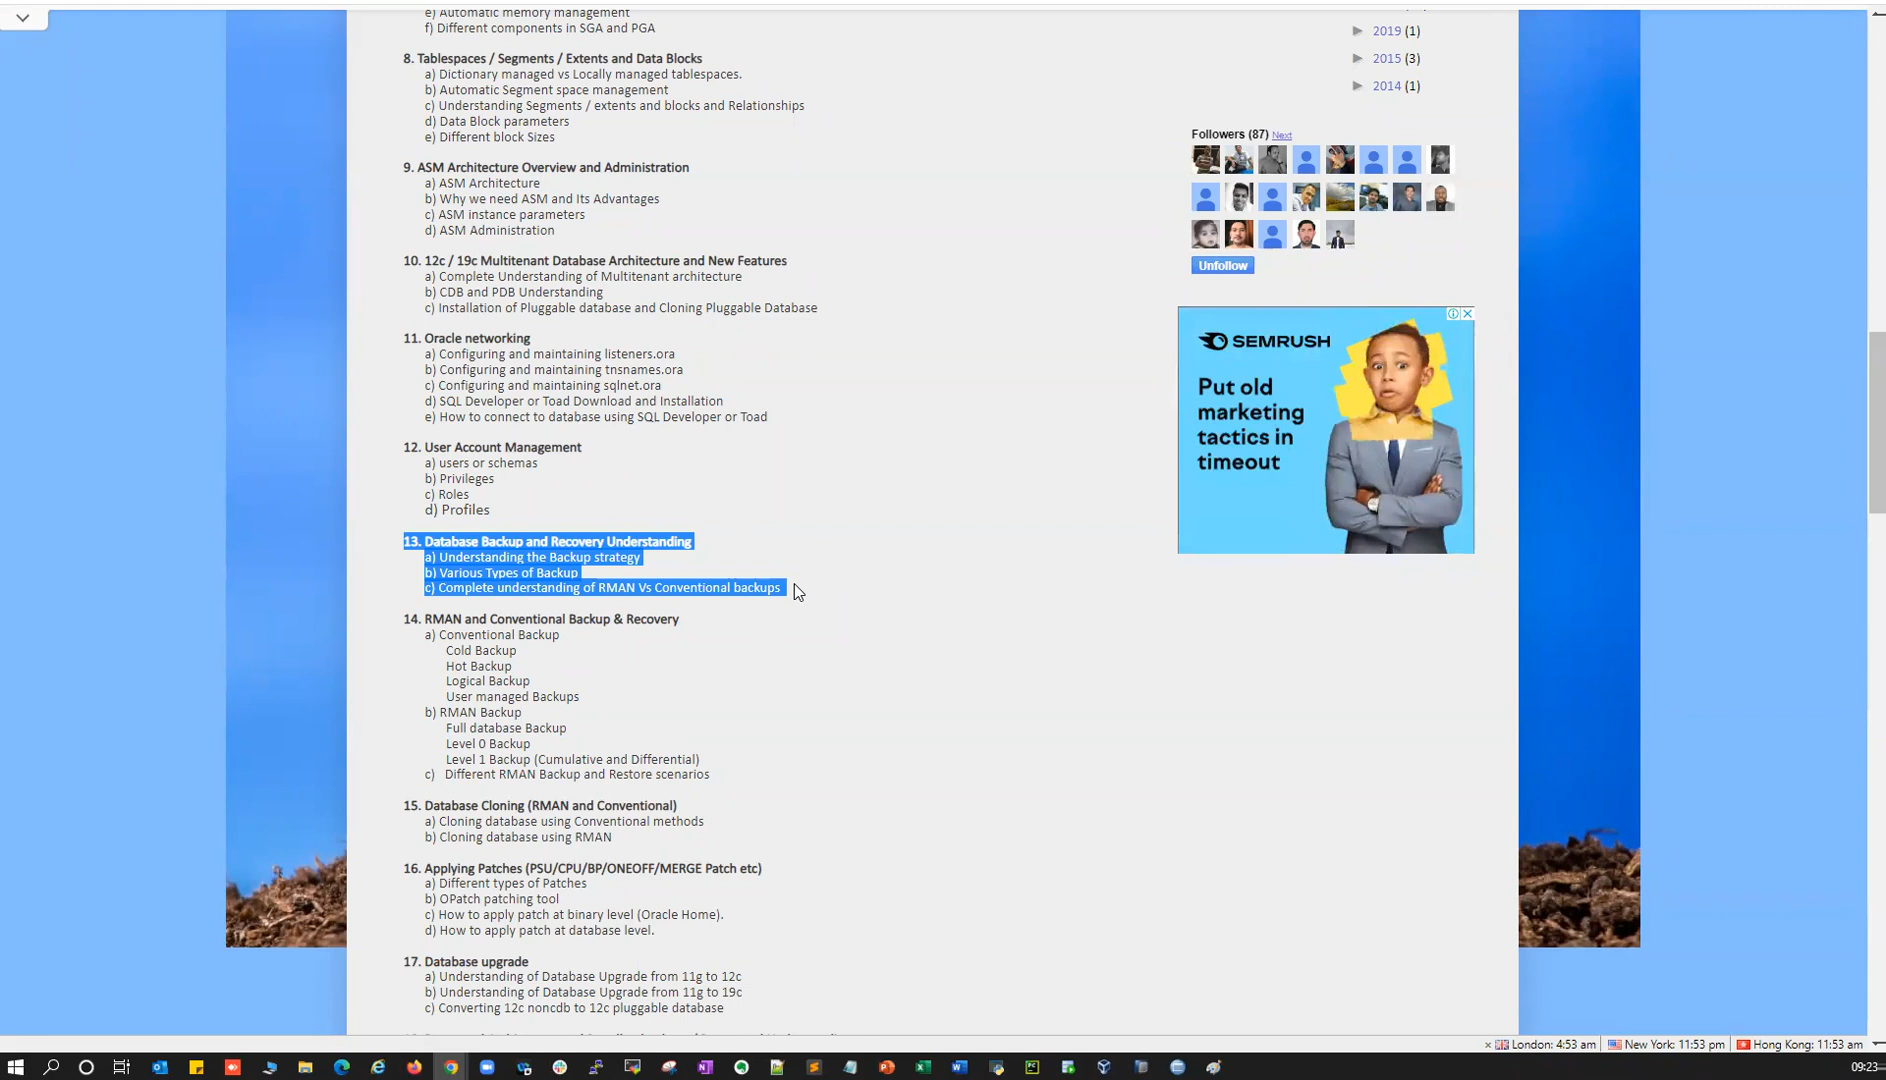 e) Automatic memory management
f) Different components in SGA and PGA
8. Tablespaces / Segments / Extents and Data Blocks
a) Dictionary managed vs Locally managed tablespaces.
b) Automatic Segment space management
c) Understanding Segments / extents and blocks and Relationships
d) Data Block parameters
e) Different block Sizes
9. ASM Architecture Overview and Administration
a) ASM Architecture
b) Why we need ASM and Its Advantages
c) ASM instance parameters
d) ASM Administration
10. 12c / 19c Multitenant Database Architecture and New Features
a) Complete Understanding of Multitenant architecture
b) CDB and PDB Understanding
c) Installation of Pluggable database and Cloning Pluggable Database
11. Oracle networking
a) Configuring and maintaining listeners.ora
b) Configuring and maintaining tnsnames.ora
c) Configuring and maintaining sqlnet.ora
d) SQL Developer or Toad Download and Installation
e) How to connect to database using SQL Developer or Toad
12. User Account Management
a) users or schemas
b) Privileges
c) Roles
d) Profiles
13. Database Backup and Recovery Understanding
a) Understanding the Backup strategy
b) Various Types of Backup
c) Complete understanding of RMAN Vs Conventional backups
14. RMAN and Conventional Backup & Recovery
a) Conventional Backup
Cold Backup
Hot Backup
Logical Backup
User managed Backups
b) RMAN Backup
Full database Backup
Level 0 Backup
Level 1 Backup (Cumulative and Differential)
c) Different RMAN Backup and Restore scenarios
15. Database Cloning (RMAN and Conventional)
a) Cloning database using Conventional methods
b) Cloning database using RMAN
16. Applying Patches (PSU/CPU/BP/ONEOFF/MERGE Patch etc)
a) Different types of Patches
b) OPatch patching tool
c) How to apply patch at binary level (Oracle Home).
d) How to apply patch at database level.
17. Database upgrade
a) Understanding of Database Upgrade from 11g to 12c
b) Understanding of Database Upgrade from 11g to 19c
c) Converting 12c noncdb to 12c pluggable database
► 2019 (1)
► 2015 (3)
► 2014 (1)
Followers (87) Next
Unfollow
SEMRUSH
Put old
marketing
tactics in
timeout
× London: 4:53 am New York: 11:53 pm Hong Kong: 11:53 am
09:23